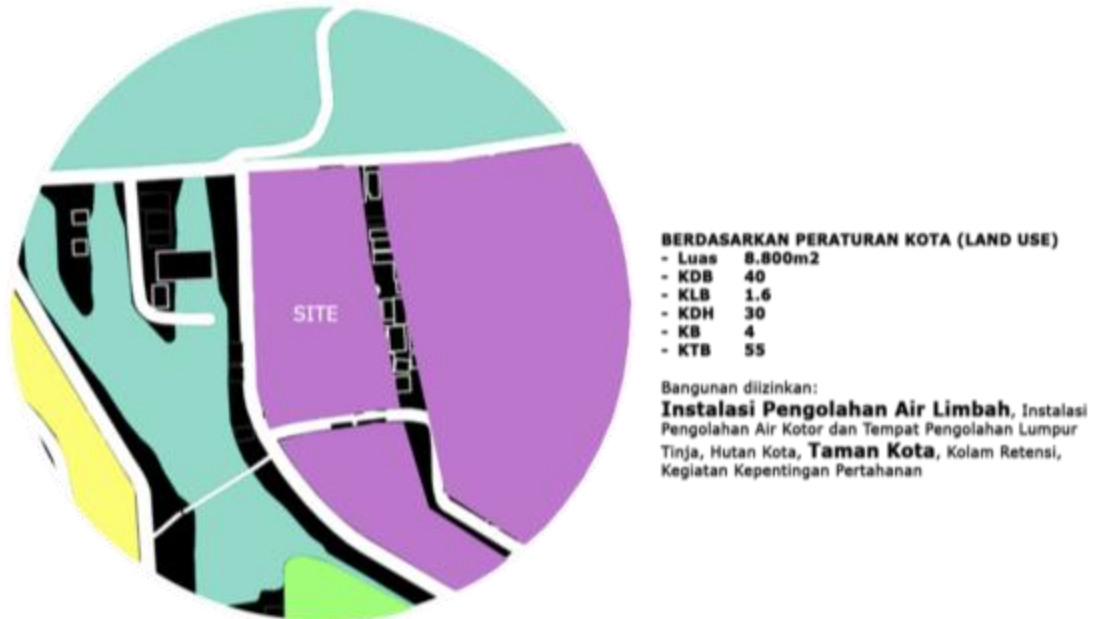 SITE
BERDASARKAN PERATURAN KOTA (LAND USE)
- Luas 8.800m2
- KDB 40
- KLB 1.6
- KDH 30
- KB 4
- KTB 55
Bangunan diizinkan:
Instalasi Pengolahan Air Limbah, Instalasi
Pengolahan Air Kotor dan Tempat Pengolahan Lumpur
Tinja, Hutan Kota, Taman Kota, Kolam Retensi,
Kegiatan Kepentingan Pertahanan